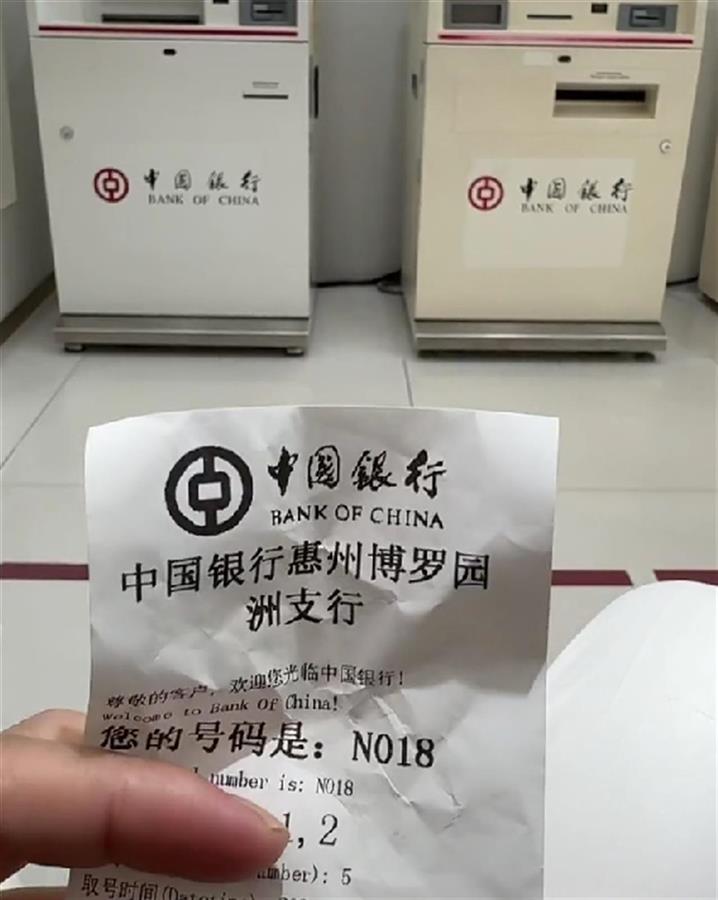 中国银行
BANK OF CHINA
中国银行
BANK OF CHINA
中国银行
BANK OF CHINA
中国银行惠州博罗园
洲支行
尊敬的客户，欢迎您光临中国银行!
Welcome to Bank Of China!
您的号码是: N018
number is: N018
1, 2
): 5
取号时间